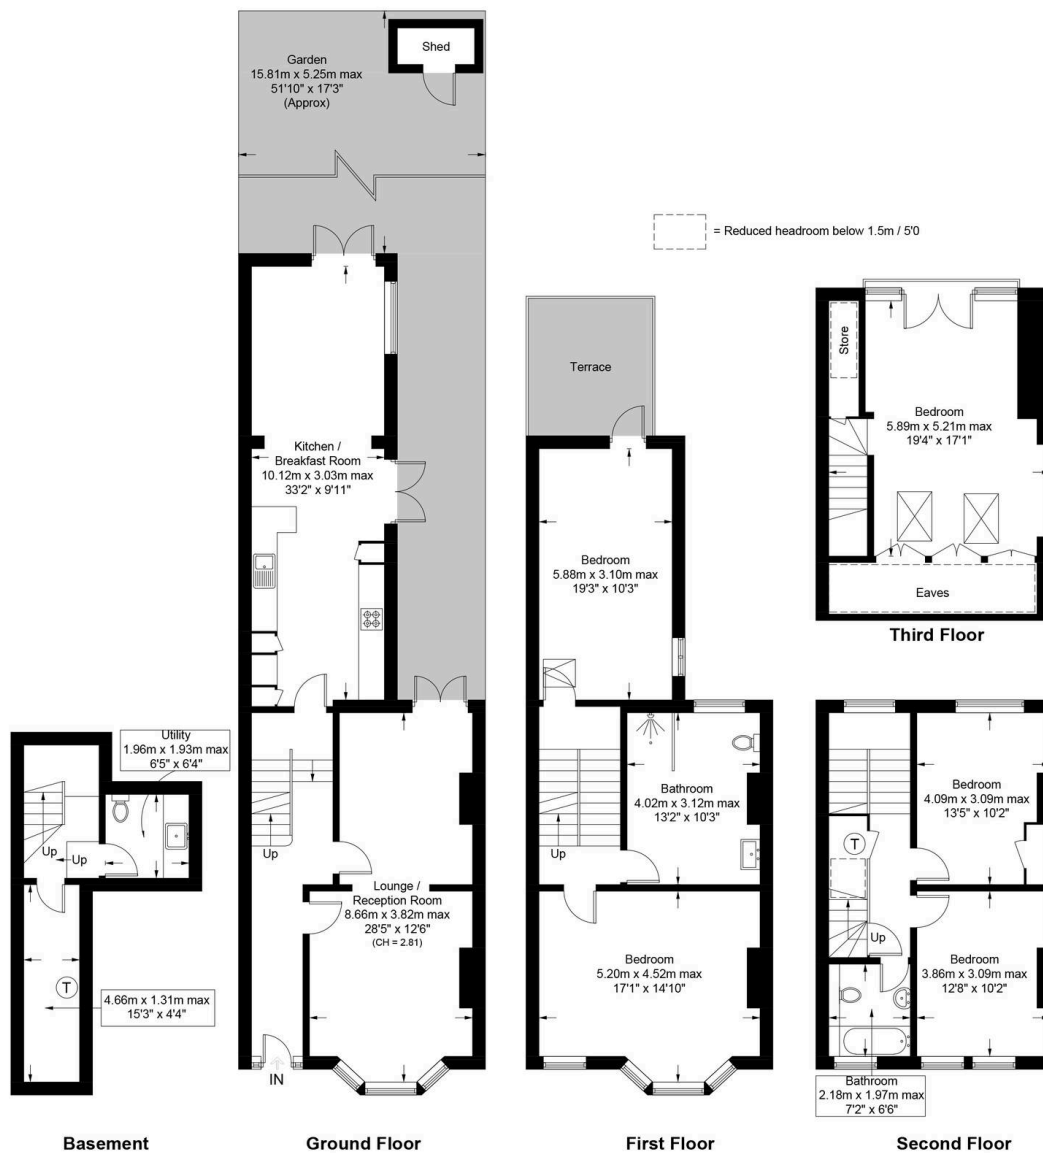 Shed
Garden
15.81m x 5.25m max
51'10" x 17'3"
(Approx)
= Reduced headroom below 1.5m / 5'0
Terrace
Store
Bedroom
5.89m x 5.21m max
19'4" x 17'1"
Eaves
Third Floor
Kitchen /
Breakfast Room
10.12m x 3.03m max
33'2" x 9'11"
Bedroom
5.88m x 3.10m max
19'3" x 10'3"
Utility
1.96m x 1.93m max
6'5" x 6'4"
Up
Up
T
4.66m x 1.31m max
15'3" x 4'4"
Basement
Up
Lounge /
Reception Room
8.66m x 3.82m max
28'5" x 12'6"
(CH = 2.81)
IN
Ground Floor
Bathroom
4.02m x 3.12m max
13'2" x 10'3"
Up
Bedroom
5.20m x 4.52m max
17'1" x 14'10"
First Floor
Bedroom
4.09m x 3.09m max
13'5" x 10'2"
T
Up
Bedroom
3.86m x 3.09m max
12'8" x 10'2"
Bathroom
2.18m x 1.97m max
7'2" x 6'6"
Second Floor